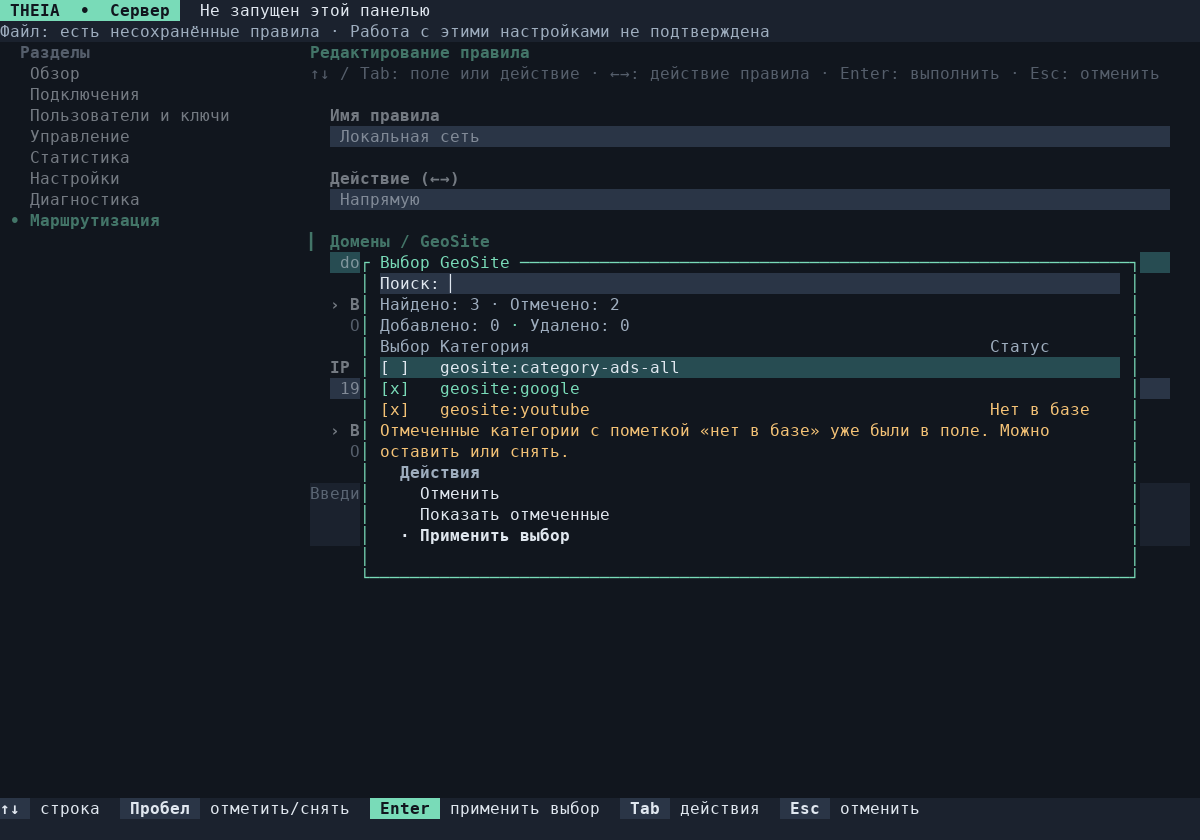 THEIA • Сервер Не запущен этой панелью
Файл: есть несохранённые правила · Работа с этими настройками не подтверждена
Разделы
Обзор
Подключения
Пользователи и ключи
Управление
Статистика
Настройки
Диагностика
• Маршрутизация
Редактирование правила
↑↓ / Tab: поле или действие · ←→: действие правила · Enter: выполнить · Esc: отменить
Имя правила
Локальная сеть
Действие (←→)
Напрямую
Домены / GeoSite
do
› В
О
IP
19
› В
О
Введи
Выбор GeoSite
Поиск:
Найдено: 3 · Отмечено: 2
Добавлено: 0 · Удалено: 0
Выбор Категория Статус
[ ] geosite:category-ads-all
[x] geosite:google
[x] geosite:youtube Нет в базе
Отмеченные категории с пометкой «нет в базе» уже были в поле. Можно
оставить или снять.
Действия
Отменить
Показать отмеченные
· Применить выбор
↑↓ строка Пробел отметить/снять Enter применить выбор Tab действия Esc отменить